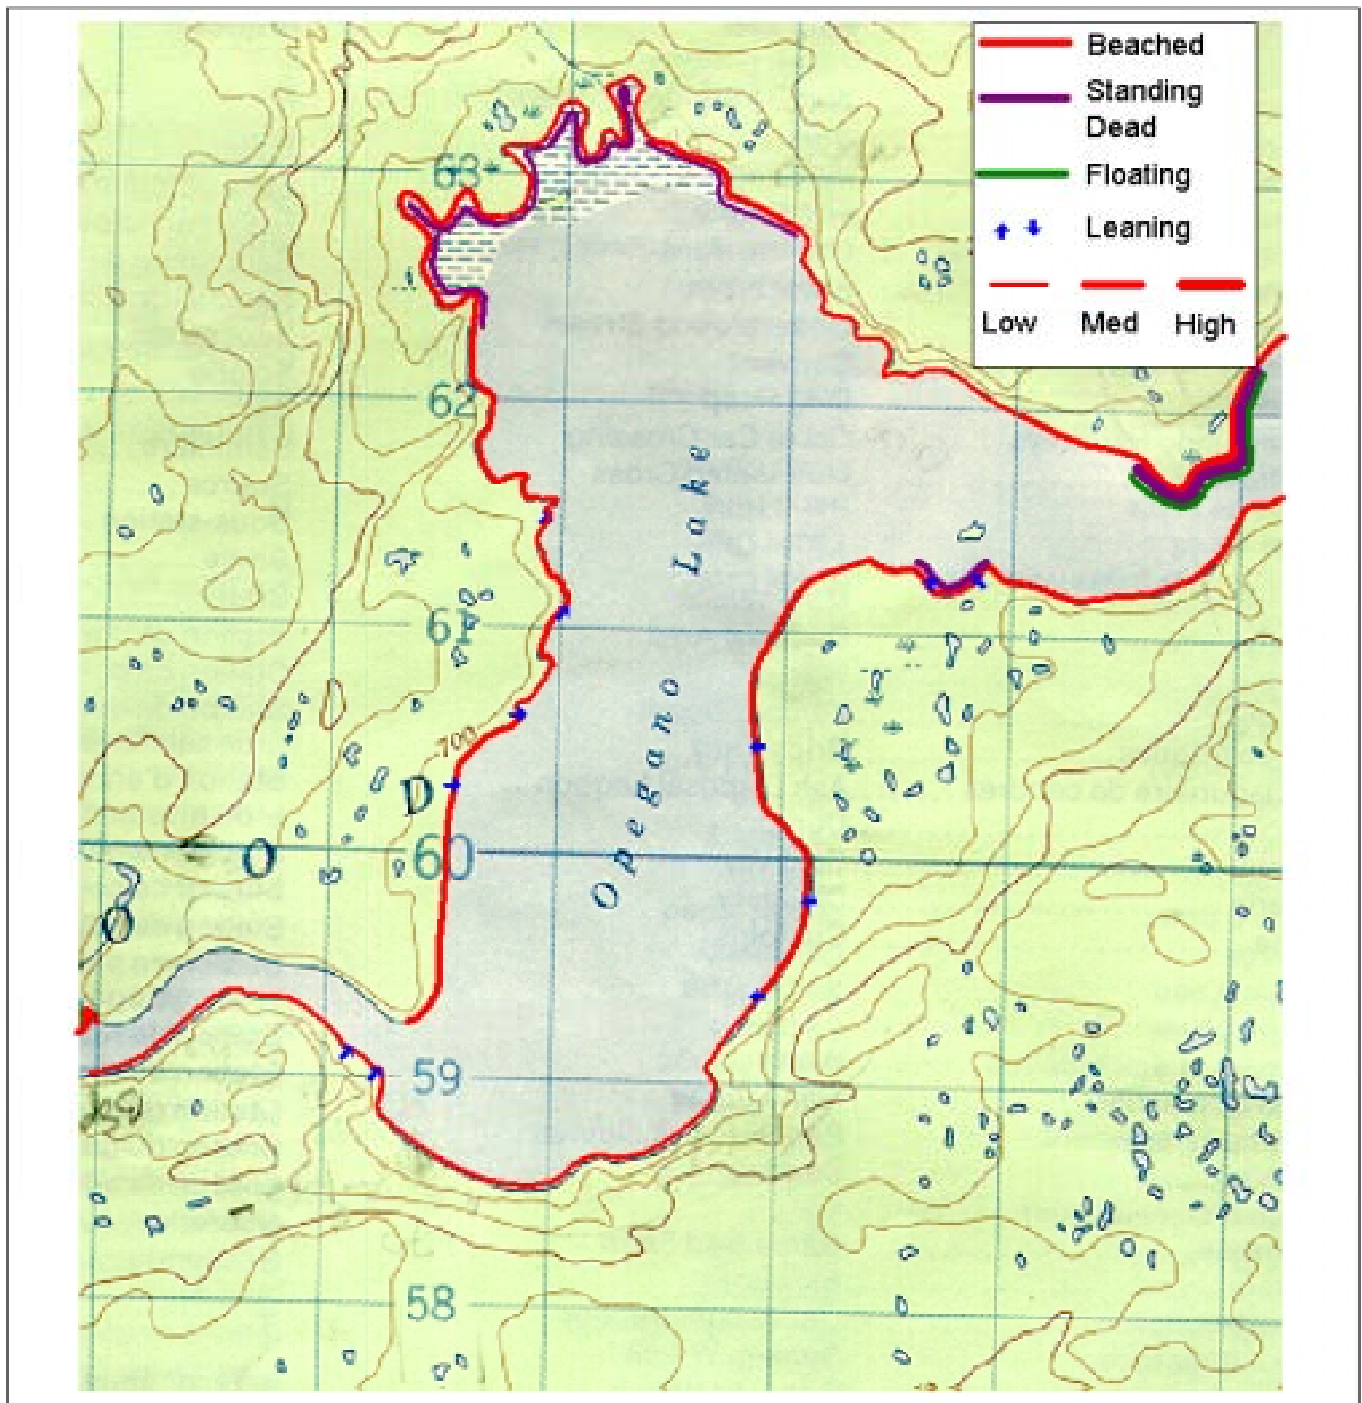 Beached
Standing
Dead
Floating
Leaning
Low Med High
63
62
Lake
61
Opegano
700
D
O 60
O
59
58